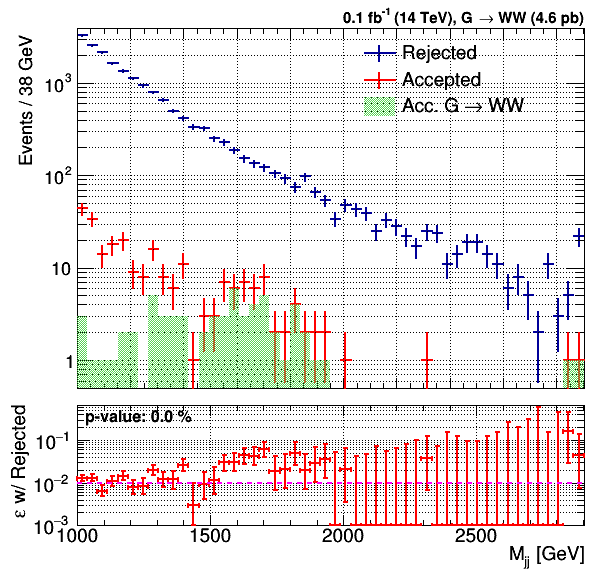 0.1 fb⁻¹ (14 TeV), G → WW (4.6 pb)
Events / 38 GeV
10³
10²
10
1
Rejected
Accepted
Acc. G → WW
p-value: 0.0 %
ε w/ Rejected
10⁻¹
10⁻²
10⁻³
1000 1500 2000 2500
M_jj [GeV]